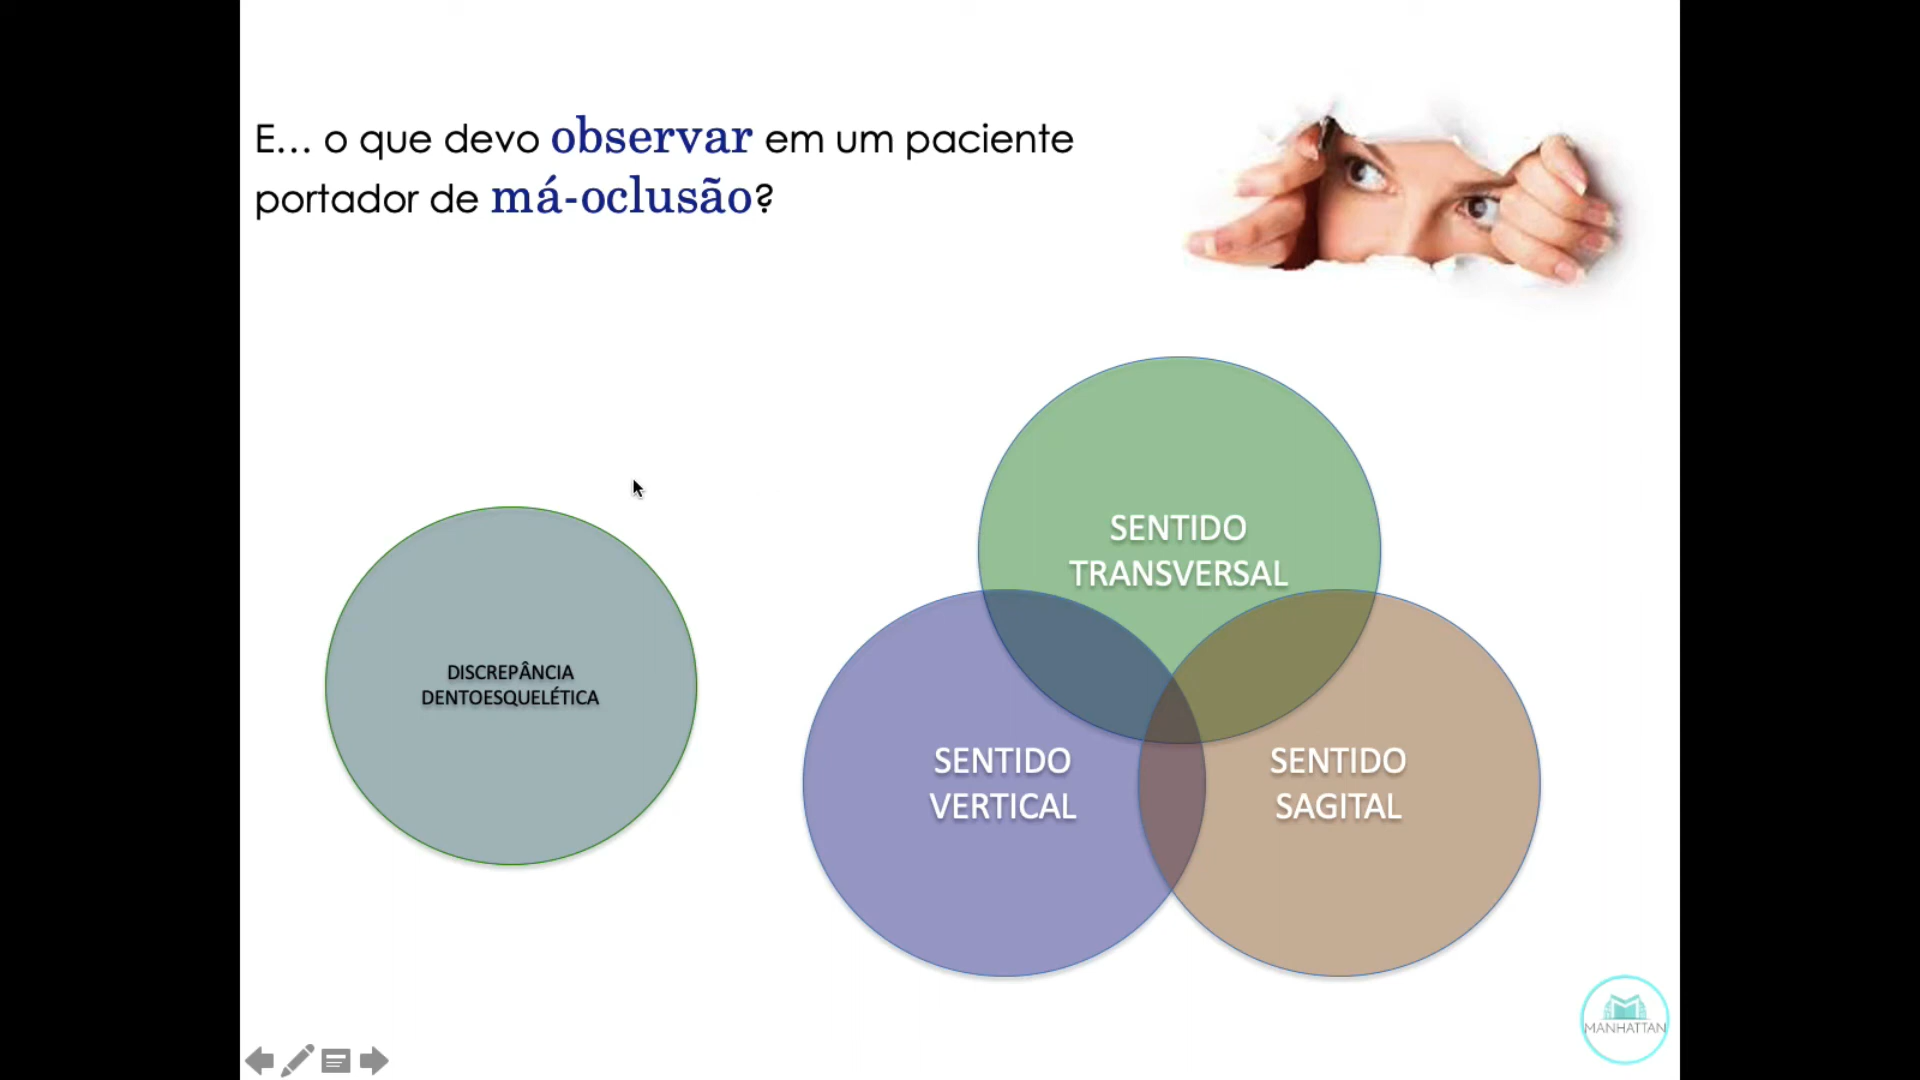 E... o que devo observar em um paciente
portador de má-oclusão?
SENTIDO
TRANSVERSAL
DISCREPÂNCIA
DENTOESQUELÉTICA
SENTIDO
VERTICAL
SENTIDO
SAGITAL
MANHATTAN